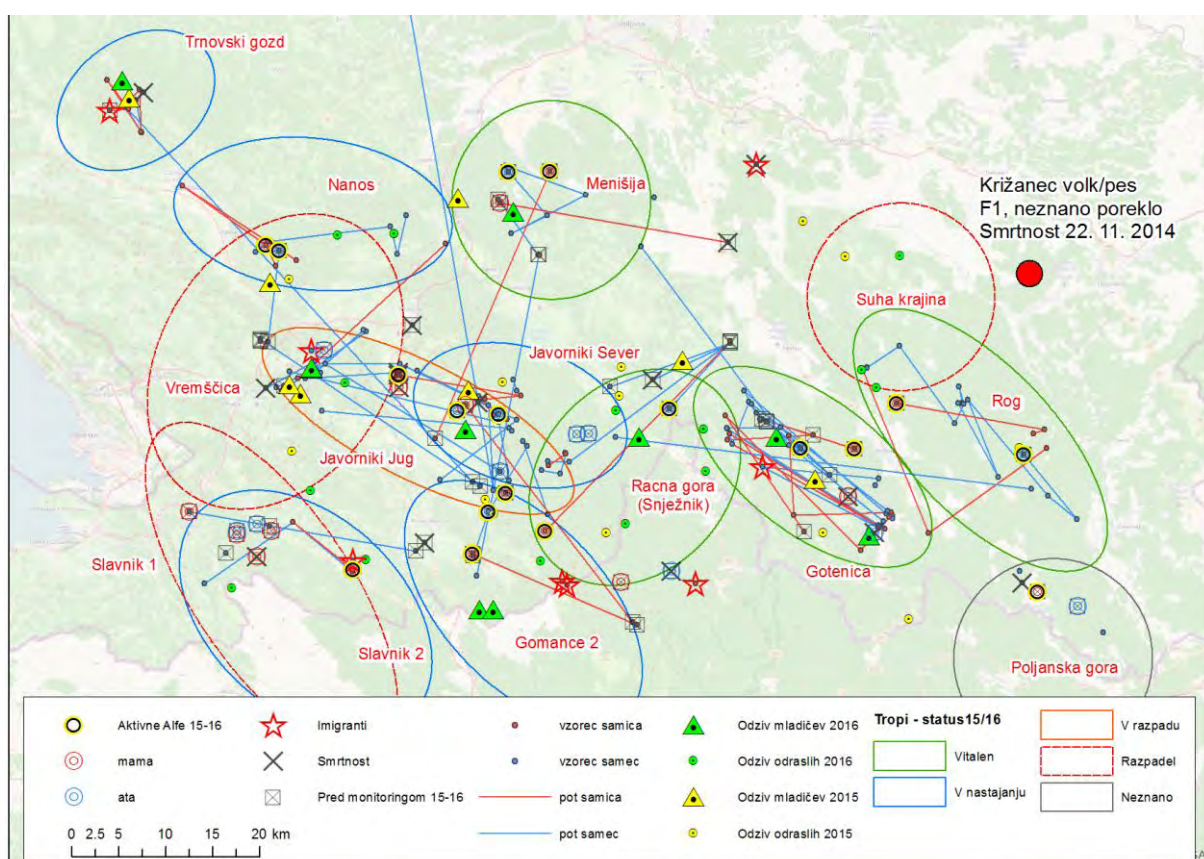 Trnovski gozd
Nanos
Menišija
Križanec volk/pes
F1, neznano poreklo
Smrtnost 22. 11. 2014
Suha krajina
Javorniki Sever
Vremščica
Rog
Javorniki Jug
Racna gora
(Snježnik)
Slavnik 1
Gotenica
Slavnik 2
Gomance 2
Poljanska gora
Aktivne Alfe 15-16
Imigranti
vzorec samica
Odziv mladičev 2016
Tropi - status15/16
V razpadu
mama
Smrtnost
vzorec samec
Odziv odraslih 2016
Vitalen
Razpadel
ata
Pred monitoringom 15-16
pot samica
Odziv mladičev 2015
V nastajanju
Neznano
pot samec
Odziv odraslih 2015
0 2.5 5 10 15 20 km